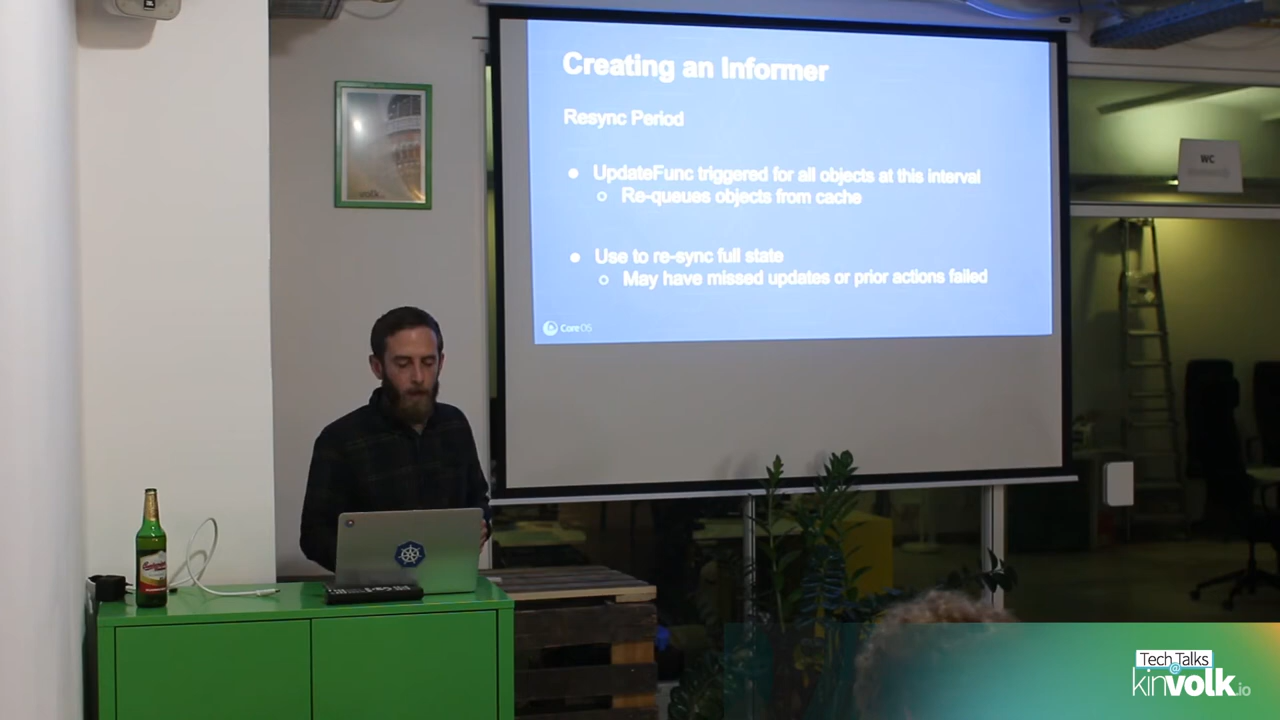 Creating an Informer
Resync Period
● UpdateFunc triggered for all objects at this interval
○ Re-queues objects from cache
● Use to re-sync full state
○ May have missed updates or prior actions failed
CoreOS
WC
volk
JBL
Tech Talks
@
kinvolk.io